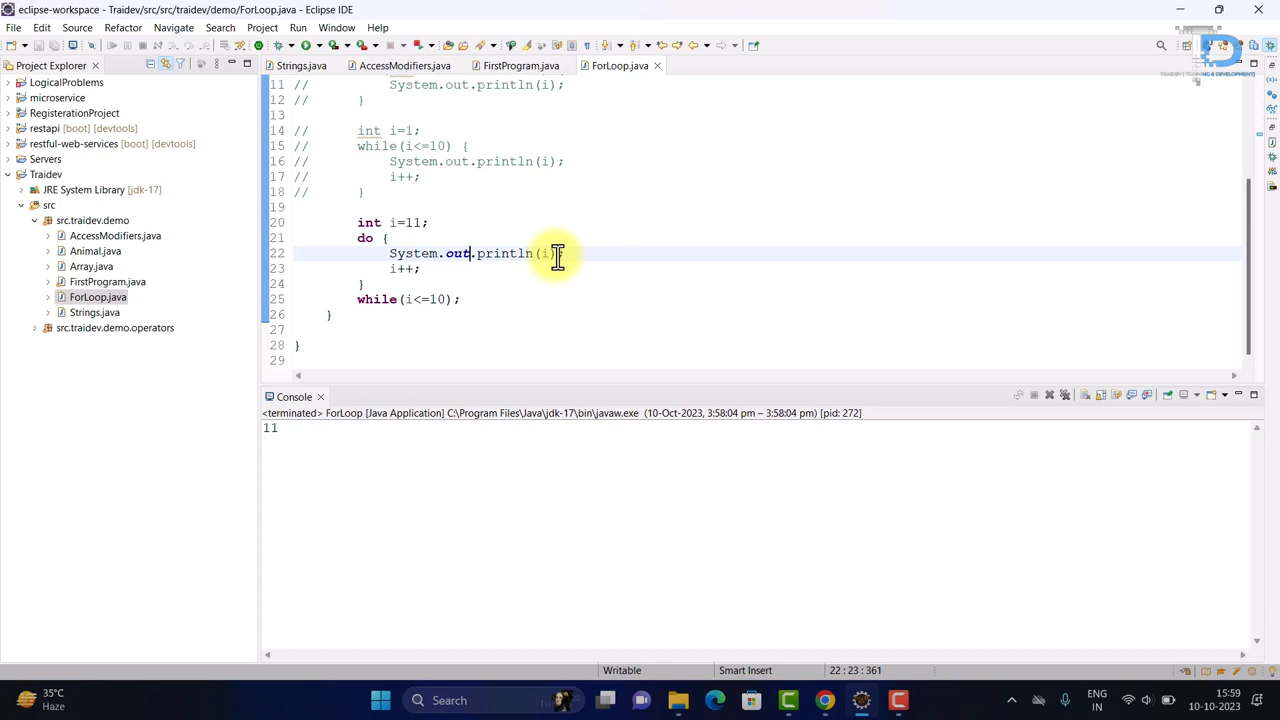 eclipse-workspace - Traidev/src/src/traidev/demo/ForLoop.java - Eclipse IDE
File Edit Source Refactor Navigate Search Project Run Window Help
Project Explorer
Strings.java
AccessModifiers.java
FirstProgram.java
ForLoop.java
TRAIDEV | TRAINING & DEVELOPMENT
LogicalProblems
microservice
RegisterationProject
restapi [boot] [devtools]
restful-web-services [boot] [devtools]
Servers
Traidev
JRE System Library [jdk-17]
src
src.traidev.demo
AccessModifiers.java
Animal.java
Array.java
FirstProgram.java
ForLoop.java
Strings.java
src.traidev.demo.operators
11 // System.out.println(i);
12 // }
13
14 // int i=1;
15 // while(i<=10) {
16 // System.out.println(i);
17 // i++;
18 // }
19
20 int i=11;
21 do {
22 System.out.println(i);
23 i++;
24 }
25 while(i<=10);
26 }
27
28 }
29
Console
<terminated> ForLoop [Java Application] C:\Program Files\Java\jdk-17\bin\javaw.exe (10-Oct-2023, 3:58:04 pm – 3:58:04 pm) [pid: 272]
11
Writable
Smart Insert
22 : 23 : 361
35°C
Haze
Search
ENG
IN
15:59
10-10-2023